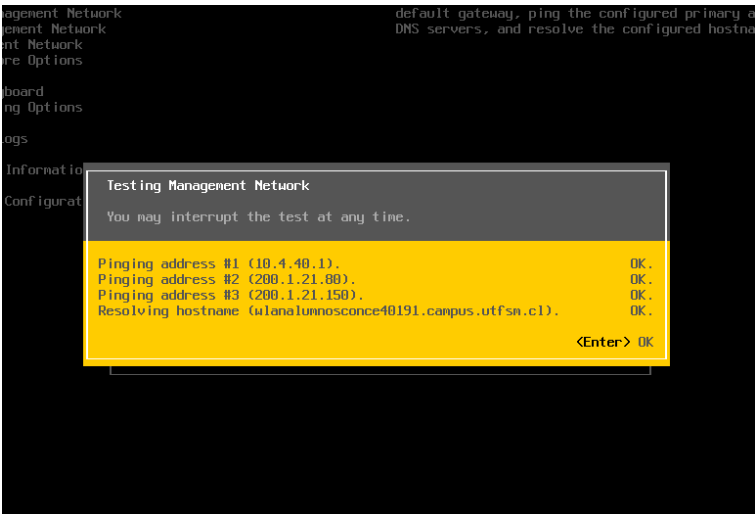 nagement Network
default gateway, ping the configured primary a
gement Network
DNS servers, and resolve the configured hostna
ent Network
ore Options
yboard
ng Options
ogs
Informatio
Configurat
Testing Management Network
You may interrupt the test at any time.
Pinging address #1 (10.4.40.1). OK.
Pinging address #2 (200.1.21.80). OK.
Pinging address #3 (200.1.21.150). OK.
Resolving hostname (wlanalumnosconce40191.campus.utfsm.cl). OK.
<Enter> OK